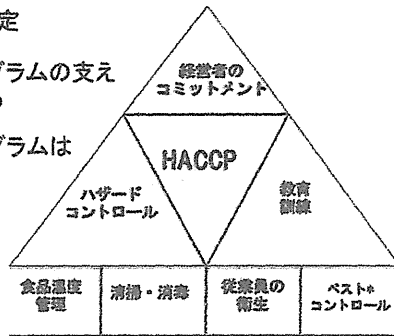 定
グラムの支え
グラムは
経営者の
コミットメント
HACCP
ハザード
コントロール
教育
訓練
食品温度
管理
清掃・消毒
従業員の
衛生
ペスト*
コントロール